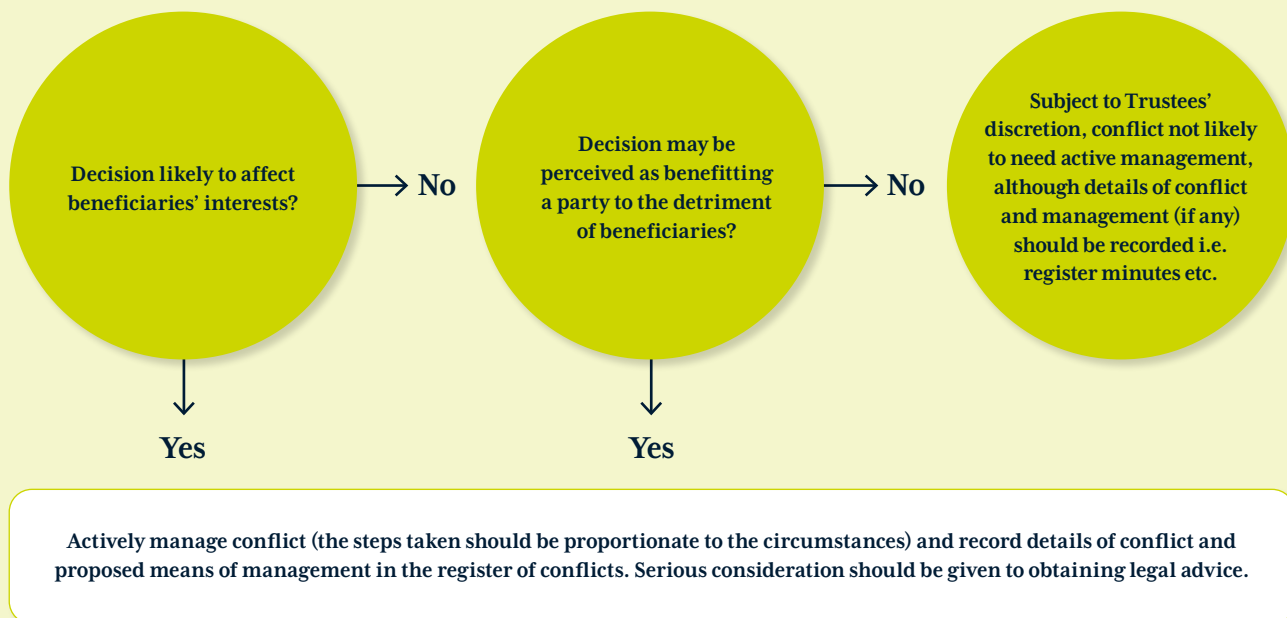 Decision likely to affect
beneficiaries’ interests?
No
Decision may be
perceived as benefitting
a party to the detriment
of beneficiaries?
No
Subject to Trustees’
discretion, conflict not likely
to need active management,
although details of conflict
and management (if any)
should be recorded i.e.
register minutes etc.
Yes
Yes
Actively manage conflict (the steps taken should be proportionate to the circumstances) and record details of conflict and
proposed means of management in the register of conflicts. Serious consideration should be given to obtaining legal advice.